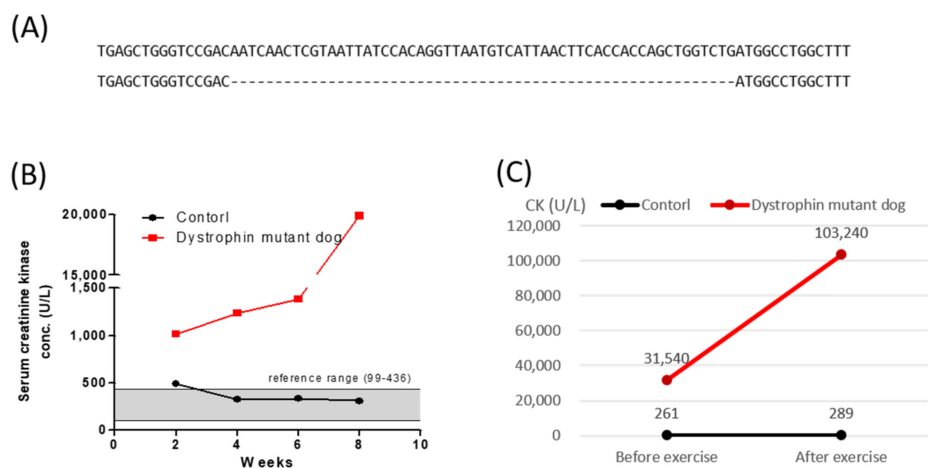 (A)
TGAGCTGGGTCCGACAATCAACTCGTAATTATCCACAGGTTAATGTCATTAACTTCACCACCAGCTGGTCTGATGGCCTGGCTTT
TGAGCTGGGTCCGAC---------------------------------------------------------ATGGCCTGGCTTT
(B)
Contorl
Dystrophin mutant dog
Serum creatinine kinase
conc. (U/L)
20,000
15,000
1,500
1,000
500
0
reference range (99-436)
0 2 4 6 8 10
Weeks
(C)
CK (U/L) Contorl Dystrophin mutant dog
120,000
100,000
80,000
60,000
40,000
20,000
0
103,240
31,540
261 289
Before exercise After exercise